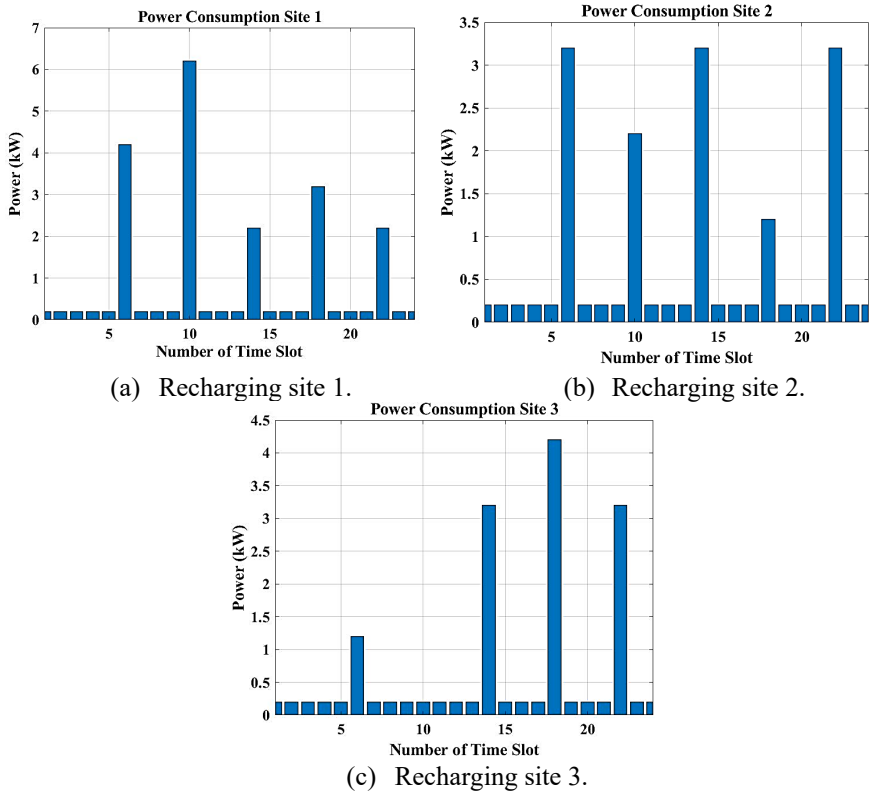 Power Consumption Site 1
7
6
5
4
3
2
1
0
Power (kW)
5 10 15 20
Number of Time Slot
(a) Recharging site 1.
Power Consumption Site 2
3.5
3
2.5
2
1.5
1
0.5
0
Power (kW)
5 10 15 20
Number of Time Slot
(b) Recharging site 2.
Power Consumption Site 3
4.5
4
3.5
3
2.5
2
1.5
1
0.5
0
Power (kW)
5 10 15 20
Number of Time Slot
(c) Recharging site 3.